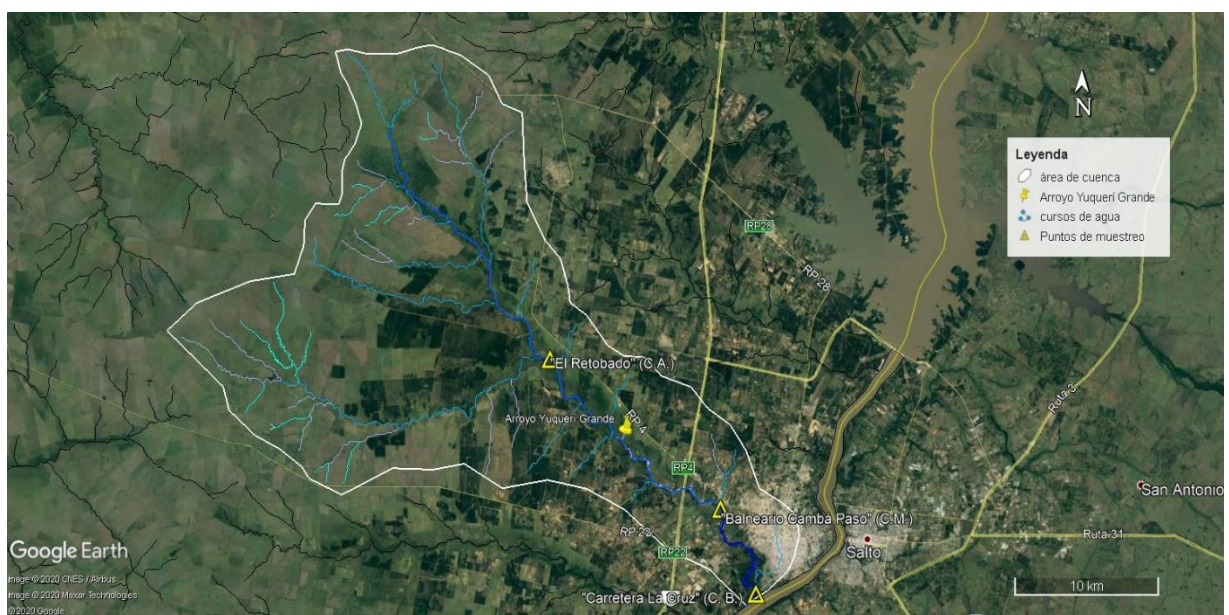 N
Leyenda
área de cuenca
Arroyo Yuquerí Grande
cursos de agua
Puntos de muestreo
RP28
RP 28
Ruta 3
"El Retobado" (C.A.)
Arroyo Yuquerí Grande
RP 4
RP4
San Antonio
Balneario Camba Paso" (C.M.)
RP 22
Ruta 31
Salto
Google Earth
RP22
Image © 2020 CNES / Airbus
Image © 2020 Maxar Technologies
© 2020 Google
"Carretera La Cruz" (C. B.)
10 km